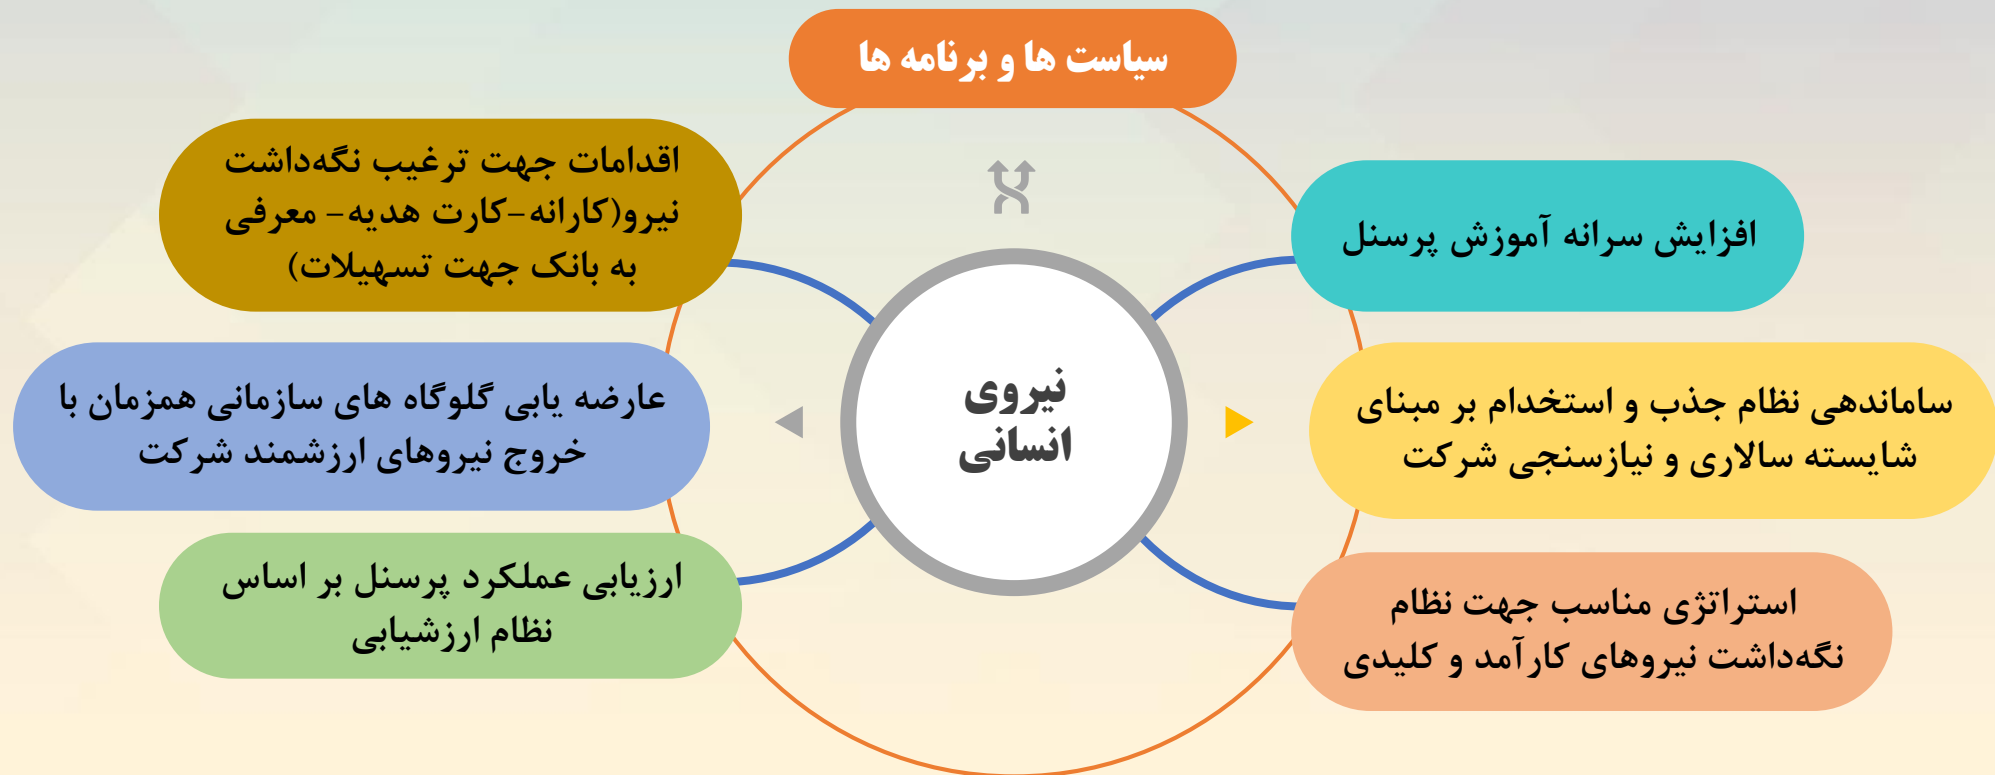 سیاست ها و برنامه ها
افزایش سرانه آموزش پرسنل
ساماندهی نظام جذب و استخدام بر مبنای
شایسته سالاری و نیازسنجی شرکت
استراتژی مناسب جهت نظام
نگه‌داشت نیروهای کارآمد و کلیدی
نیروی
انسانی
اقدامات جهت ترغیب نگه‌داشت
نیرو(کارانه-کارت هدیه- معرفی
به بانک جهت تسهیلات)
عارضه یابی گلوگاه های سازمانی همزمان با
خروج نیروهای ارزشمند شرکت
ارزیابی عملکرد پرسنل بر اساس
نظام ارزشیابی